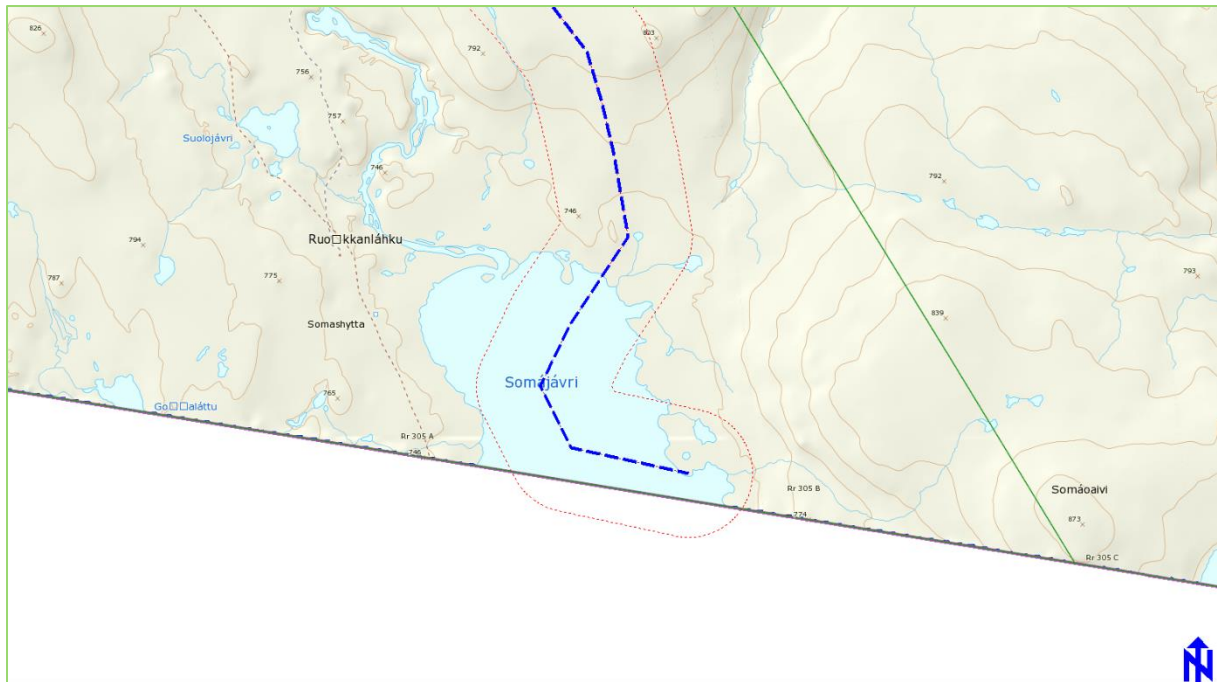 826
792
823
756
757
Suolojávri
746
792
746
794
Ruo□kkanláhku
793
787
775
839
Somashytta
Somájávri
765
Go□□aláttu
Rr 305 A
746
Rr 305 B
Somáoaivi
774
873
Rr 305 C
N